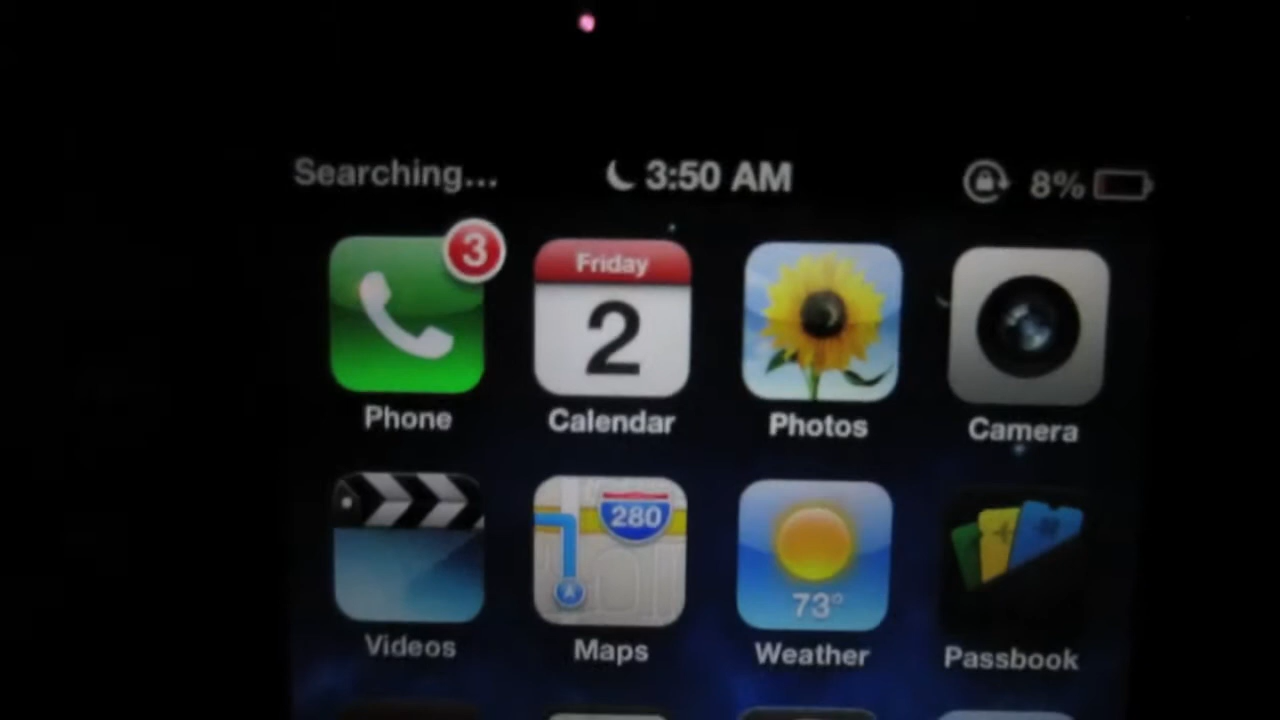 Searching... 3:50 AM 8%
3
Friday
2
Phone Calendar Photos Camera
280
73°
Videos Maps Weather Passbook